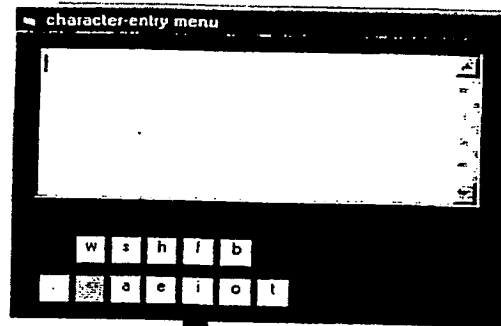 character-entry menu
w s h f b
. a e i o t